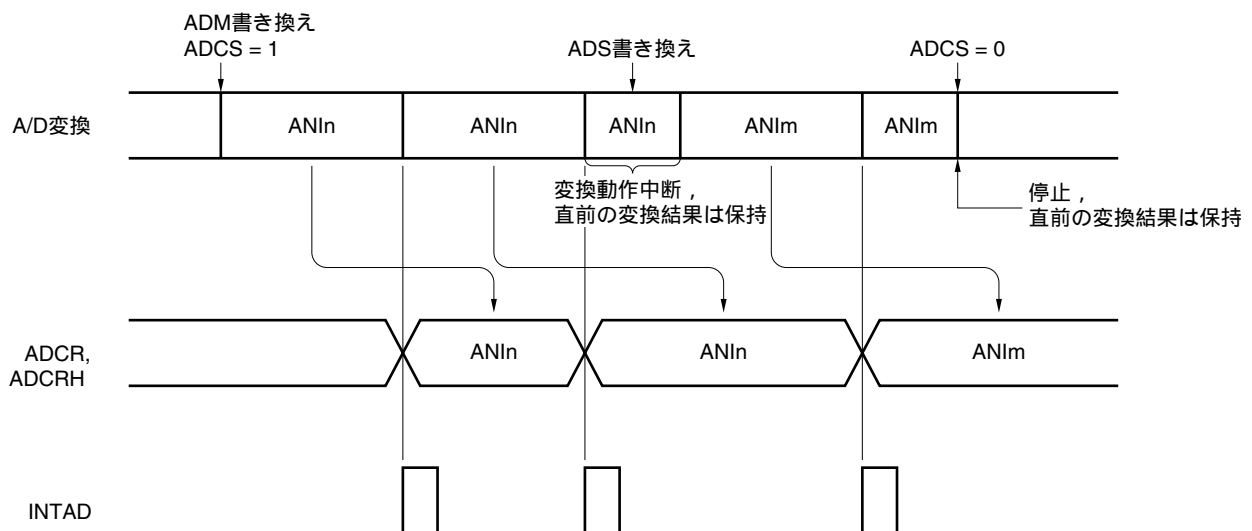 ADM書き換え
ADCS = 1
ADS書き換え
ADCS = 0
A/D変換
ANIn
ANIn
ANIn
ANIm
ANIm
変換動作中断，
直前の変換結果は保持
停止，
直前の変換結果は保持
ADCR,
ADCRH
ANIn
ANIn
ANIm
INTAD